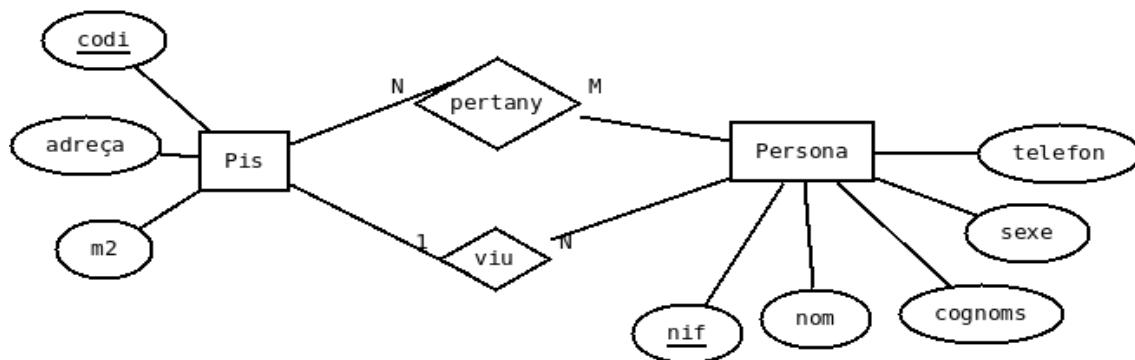 codi
N
M
pertany
adreça
Pis
Persona
telefon
m2
1
viu
N
sexe
nif
nom
cognoms